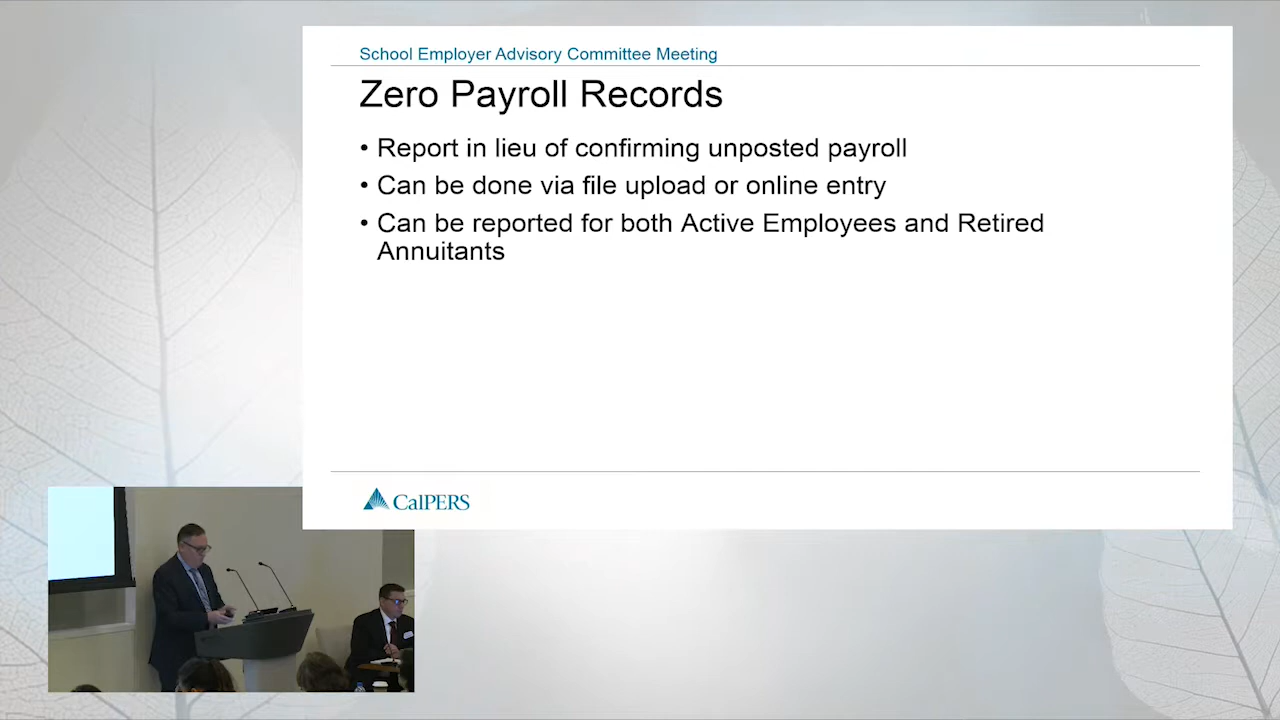 School Employer Advisory Committee Meeting
Zero Payroll Records
• Report in lieu of confirming unposted payroll
• Can be done via file upload or online entry
• Can be reported for both Active Employees and Retired
Annuitants
CalPERS